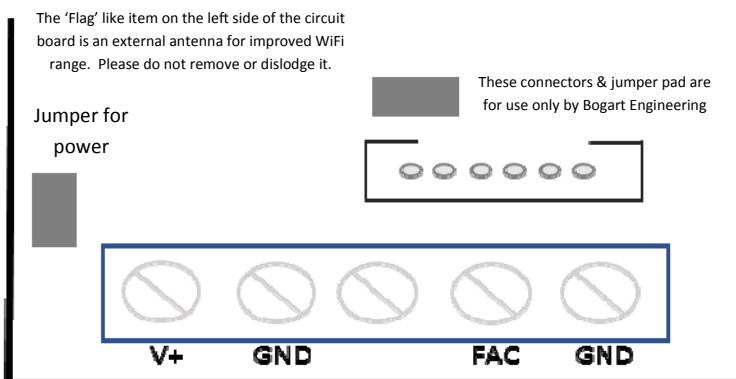 The ‘Flag’ like item on the left side of the circuit
board is an external antenna for improved WiFi
range.  Please do not remove or dislodge it.
These connectors & jumper pad are
for use only by Bogart Engineering
Jumper for
power
V+ GND FAC GND